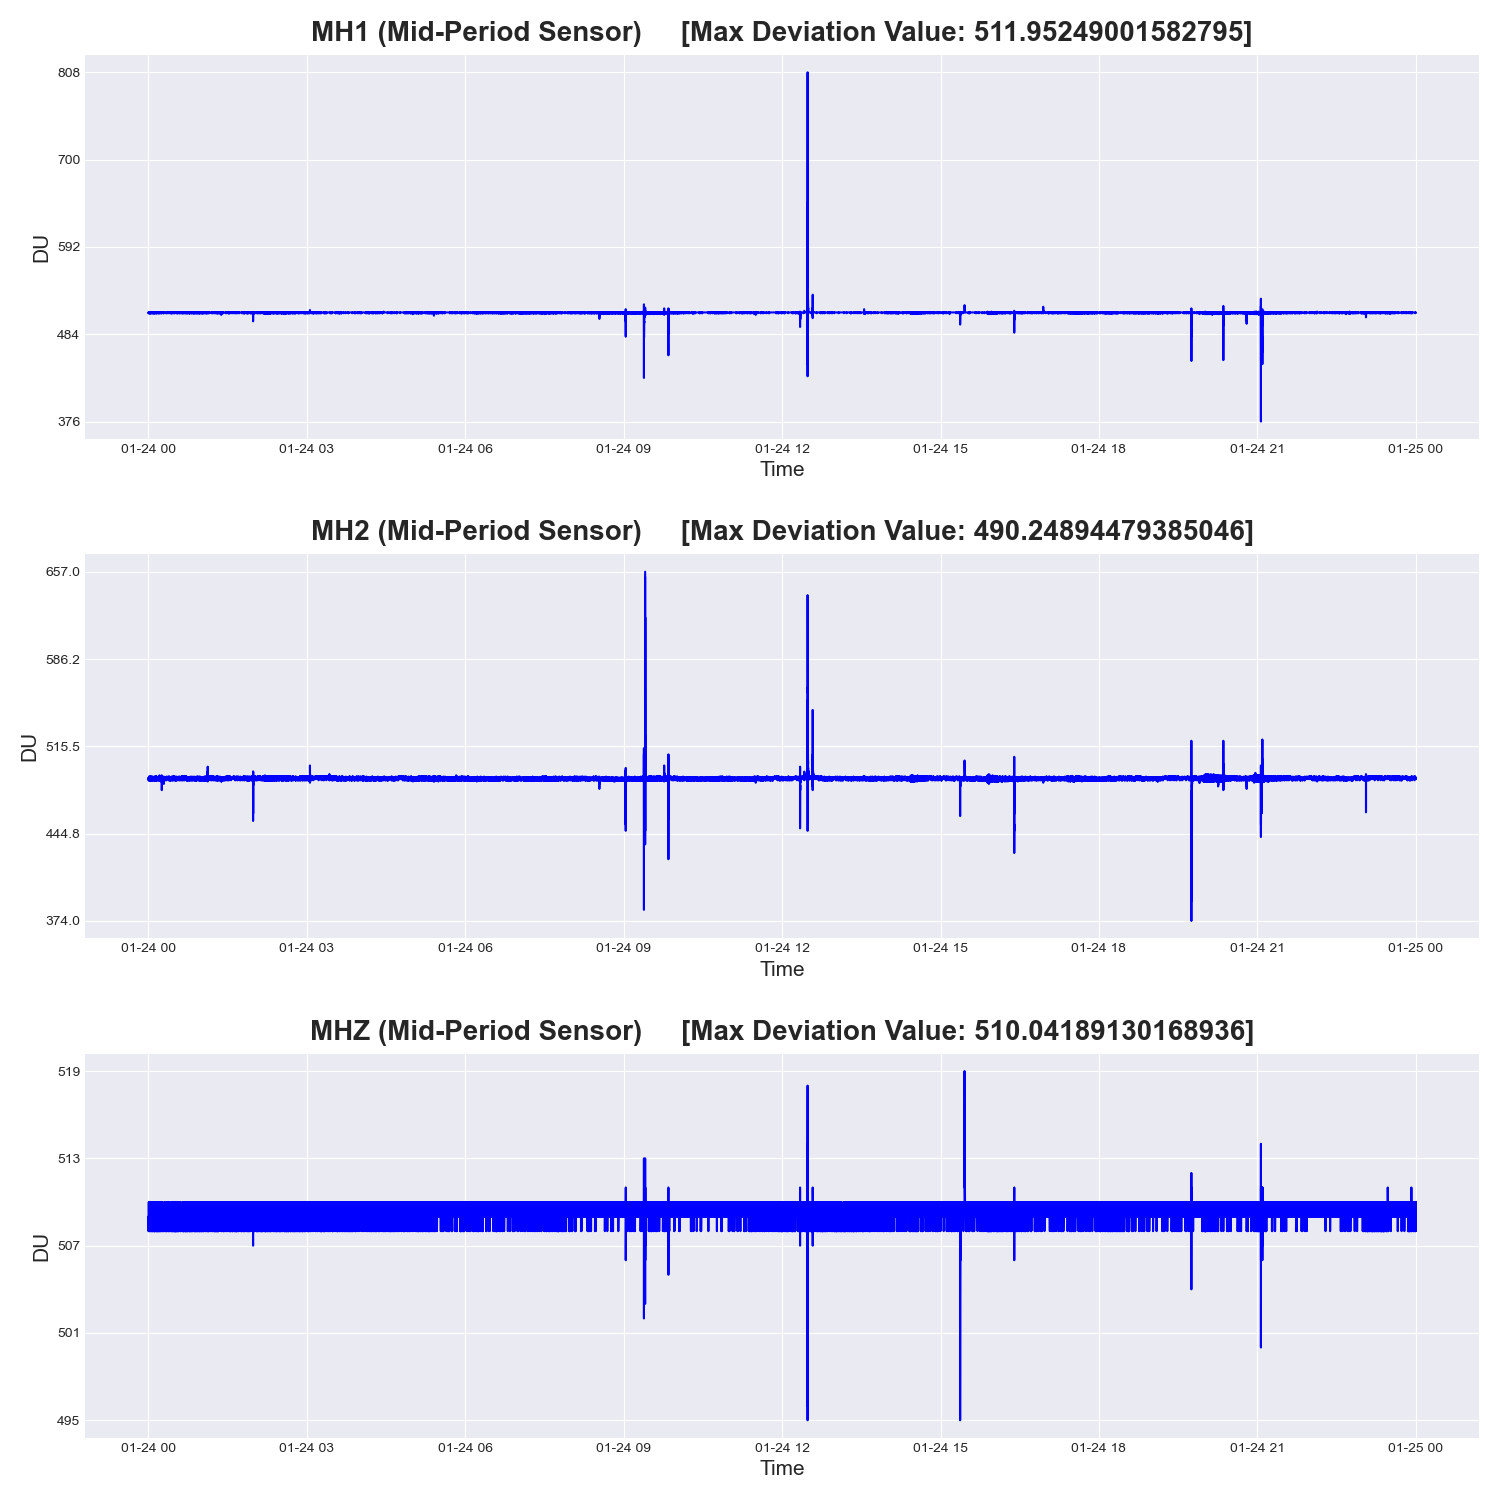 MH1 (Mid-Period Sensor) [Max Deviation Value: 511.95249001582795]
808
700
592
DU
484
376
01-24 00 01-24 03 01-24 06 01-24 09 01-24 12 01-24 15 01-24 18 01-24 21 01-25 00
Time
MH2 (Mid-Period Sensor) [Max Deviation Value: 490.24894479385046]
657.0
586.2
515.5
DU
444.8
374.0
01-24 00 01-24 03 01-24 06 01-24 09 01-24 12 01-24 15 01-24 18 01-24 21 01-25 00
Time
MHZ (Mid-Period Sensor) [Max Deviation Value: 510.04189130168936]
519
513
507
DU
501
495
01-24 00 01-24 03 01-24 06 01-24 09 01-24 12 01-24 15 01-24 18 01-24 21 01-25 00
Time